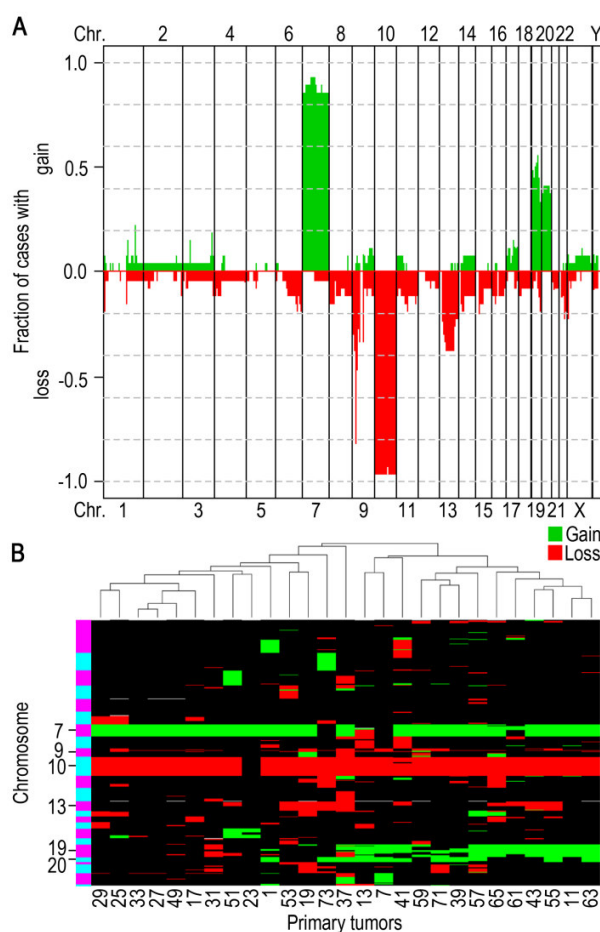 A
Chr. 2 4 6 8 10 12 14 16 18 20 22 Y
1.0
0.5
0.0
-0.5
-1.0
Fraction of cases with
gain
loss
Chr. 1 3 5 7 9 11 13 15 17 19 21 X
Gain
Loss
B
Chromosome
7
9
10
13
19
20
29 25 33 27 49 17 31 51 23 1 53 19 73 37 13 7 41 59 71 39 57 65 61 43 55 11 63
Primary tumors